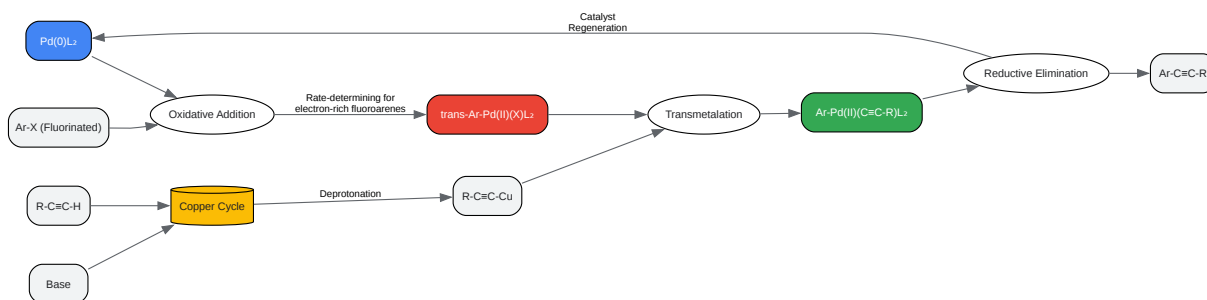 Catalyst
Regeneration
Pd(0)L₂
Reductive Elimination
Ar-C≡C-R
Rate-determining for
electron-rich fluoroarenes
Oxidative Addition
trans-Ar-Pd(II)(X)L₂
Transmetalation
Ar-Pd(II)(C≡C-R)L₂
Ar-X (Fluorinated)
Deprotonation
R-C≡C-H
Copper Cycle
R-C≡C-Cu
Base